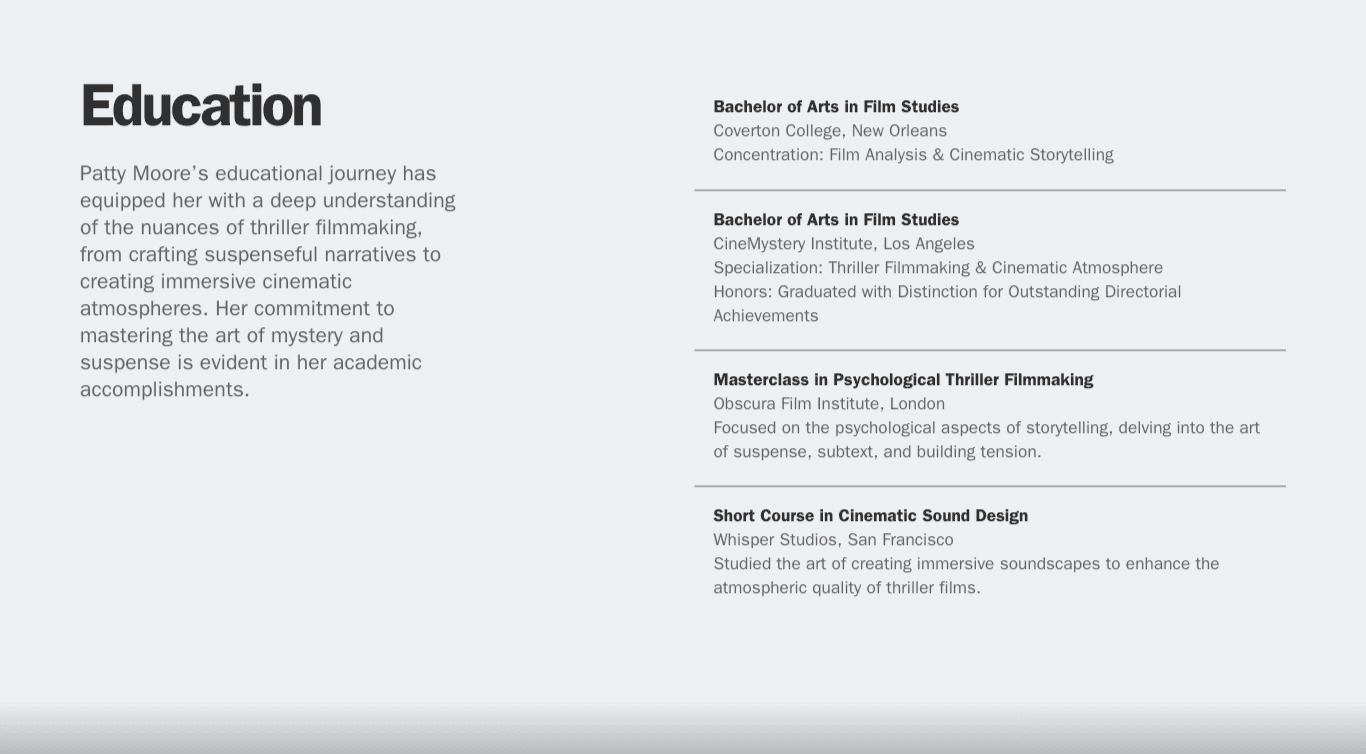 Education
Patty Moore’s educational journey has
equipped her with a deep understanding
of the nuances of thriller filmmaking,
from crafting suspenseful narratives to
creating immersive cinematic
atmospheres. Her commitment to
mastering the art of mystery and
suspense is evident in her academic
accomplishments.
Bachelor of Arts in Film Studies
Coverton College, New Orleans
Concentration: Film Analysis & Cinematic Storytelling
Bachelor of Arts in Film Studies
CineMystery Institute, Los Angeles
Specialization: Thriller Filmmaking & Cinematic Atmosphere
Honors: Graduated with Distinction for Outstanding Directorial
Achievements
Masterclass in Psychological Thriller Filmmaking
Obscura Film Institute, London
Focused on the psychological aspects of storytelling, delving into the art
of suspense, subtext, and building tension.
Short Course in Cinematic Sound Design
Whisper Studios, San Francisco
Studied the art of creating immersive soundscapes to enhance the
atmospheric quality of thriller films.